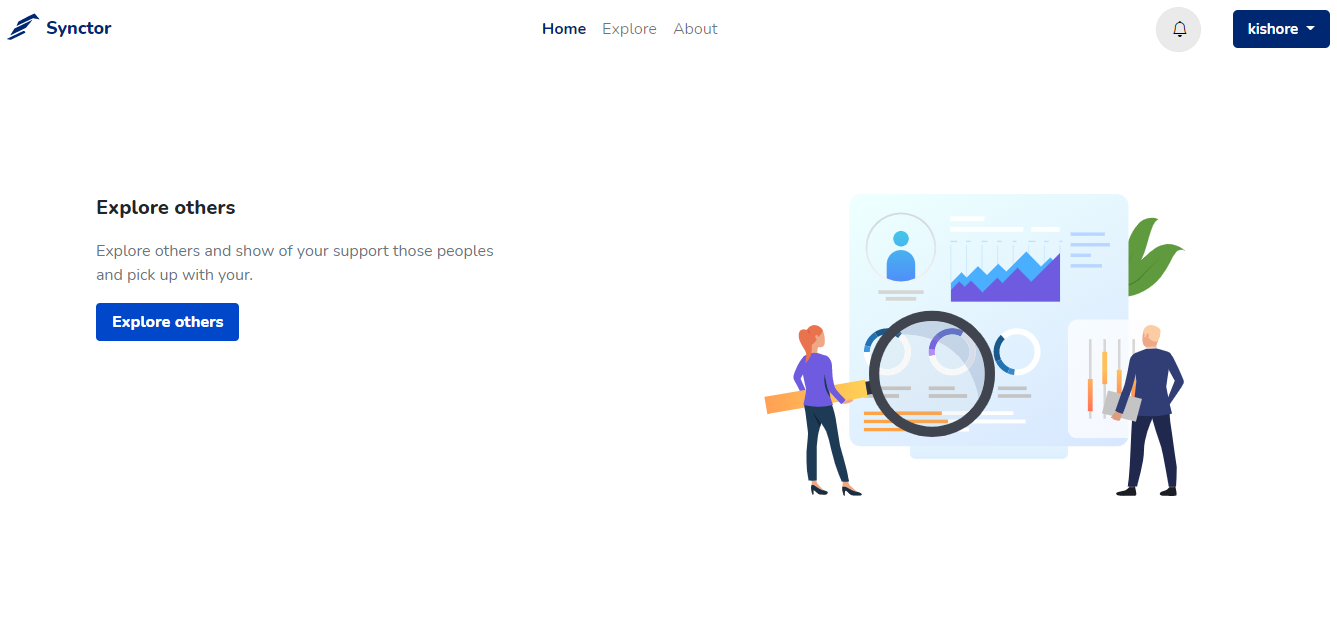 Synctor
Home Explore About
kishore
Explore others
Explore others and show of your support those peoples
and pick up with your.
Explore others